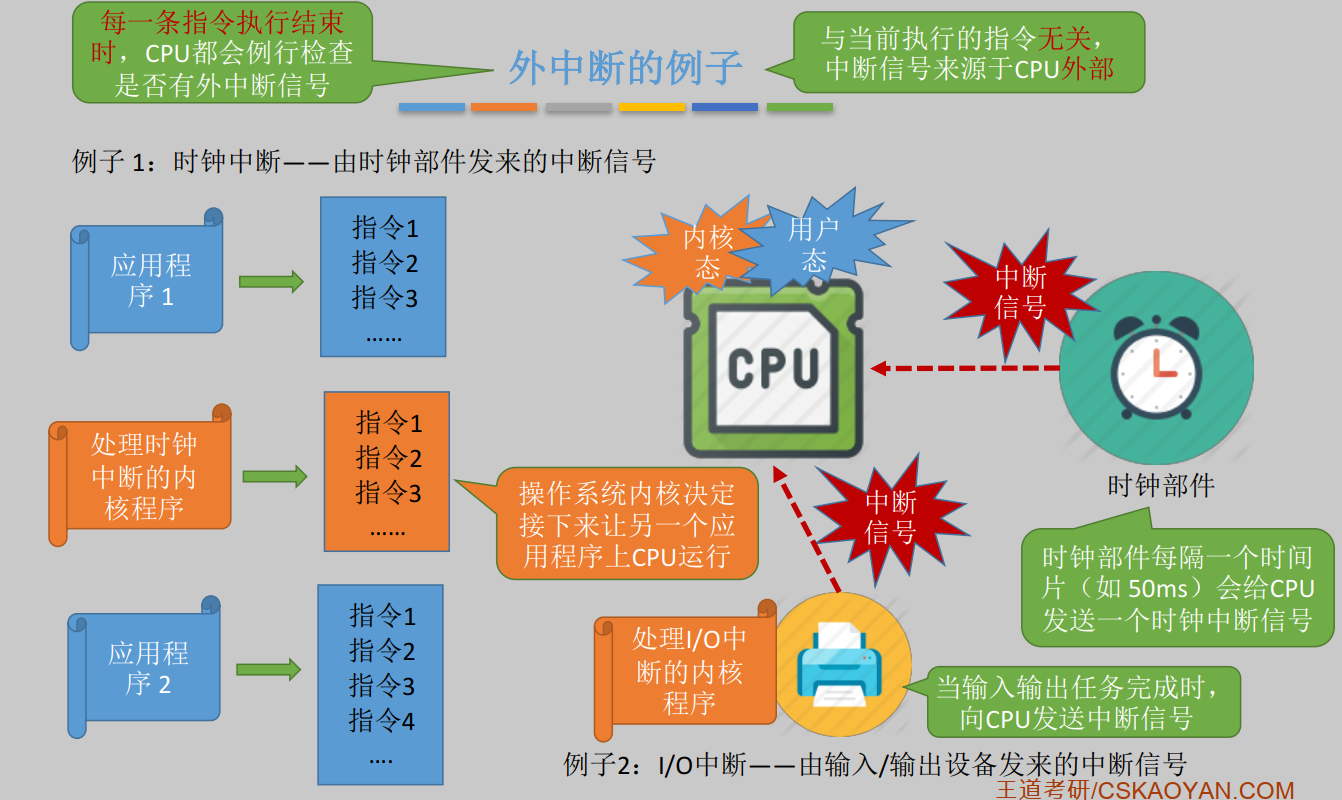 每一条指令执行结束
时，CPU都会例行检查
是否有外中断信号
外中断的例子
与当前执行的指令无关，
中断信号来源于CPU外部
例子 1：时钟中断——由时钟部件发来的中断信号
应用程
序 1
指令1
指令2
指令3
……
内核
态
用户
态
CPU
中断
信号
时钟部件
处理时钟
中断的内
核程序
指令1
指令2
指令3
……
操作系统内核决定
接下来让另一个应
用程序上CPU运行
中断
信号
时钟部件每隔一个时间
片（如 50ms）会给CPU
发送一个时钟中断信号
应用程
序 2
指令1
指令2
指令3
指令4
….
处理I/O中
断的内核
程序
当输入输出任务完成时，
向CPU发送中断信号
例子2：I/O中断——由输入/输出设备发来的中断信号
王道考研/CSKAOYAN.COM